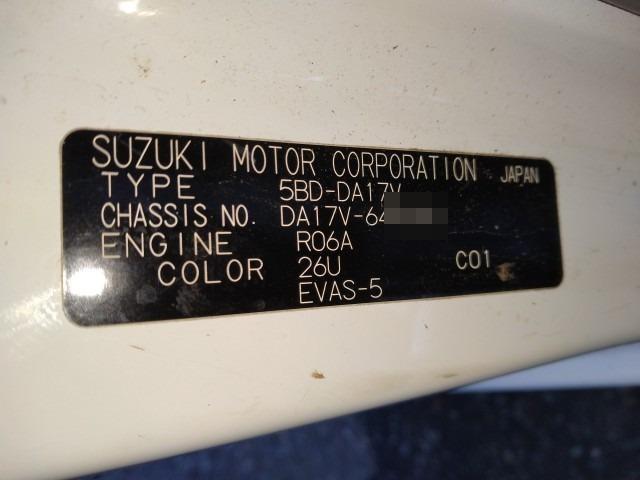 SUZUKI MOTOR CORPORATION JAPAN
TYPE 5BD-DA17V
CHASSIS NO. DA17V-64
ENGINE R06A
COLOR 26U C01
EVAS-5